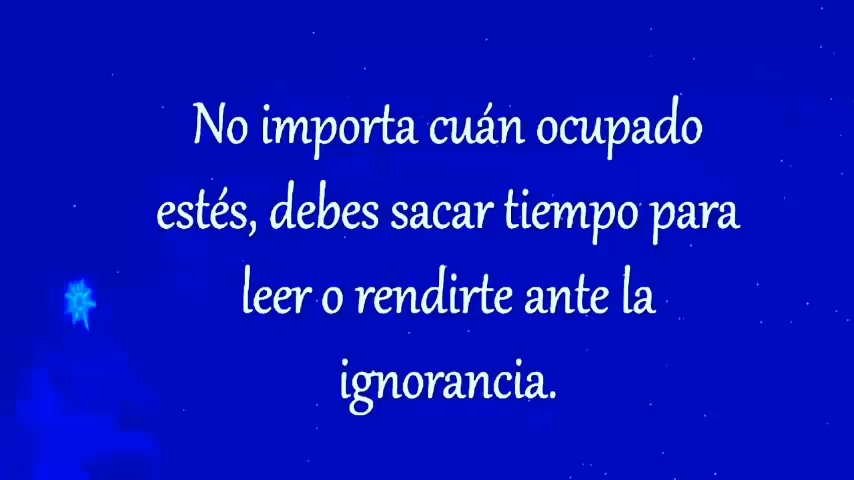 No importa cuán ocupado
estés, debes sacar tiempo para
leer o rendirte ante la
ignorancia.